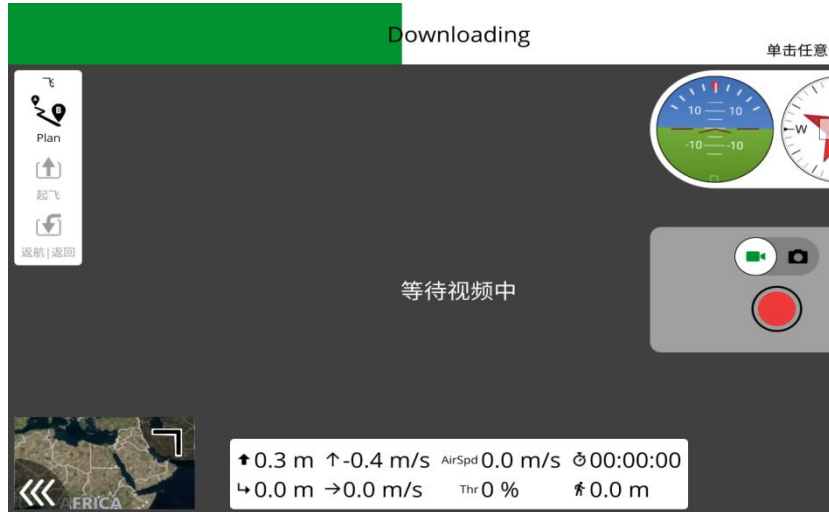 Downloading
单击任意
飞
Plan
起飞
返航|返回
10 10
-10 -10
W
等待视频中
AFRICA
0.3 m ↑-0.4 m/s AirSpd 0.0 m/s 00:00:00
0.0 m →0.0 m/s Thr 0 % 0.0 m